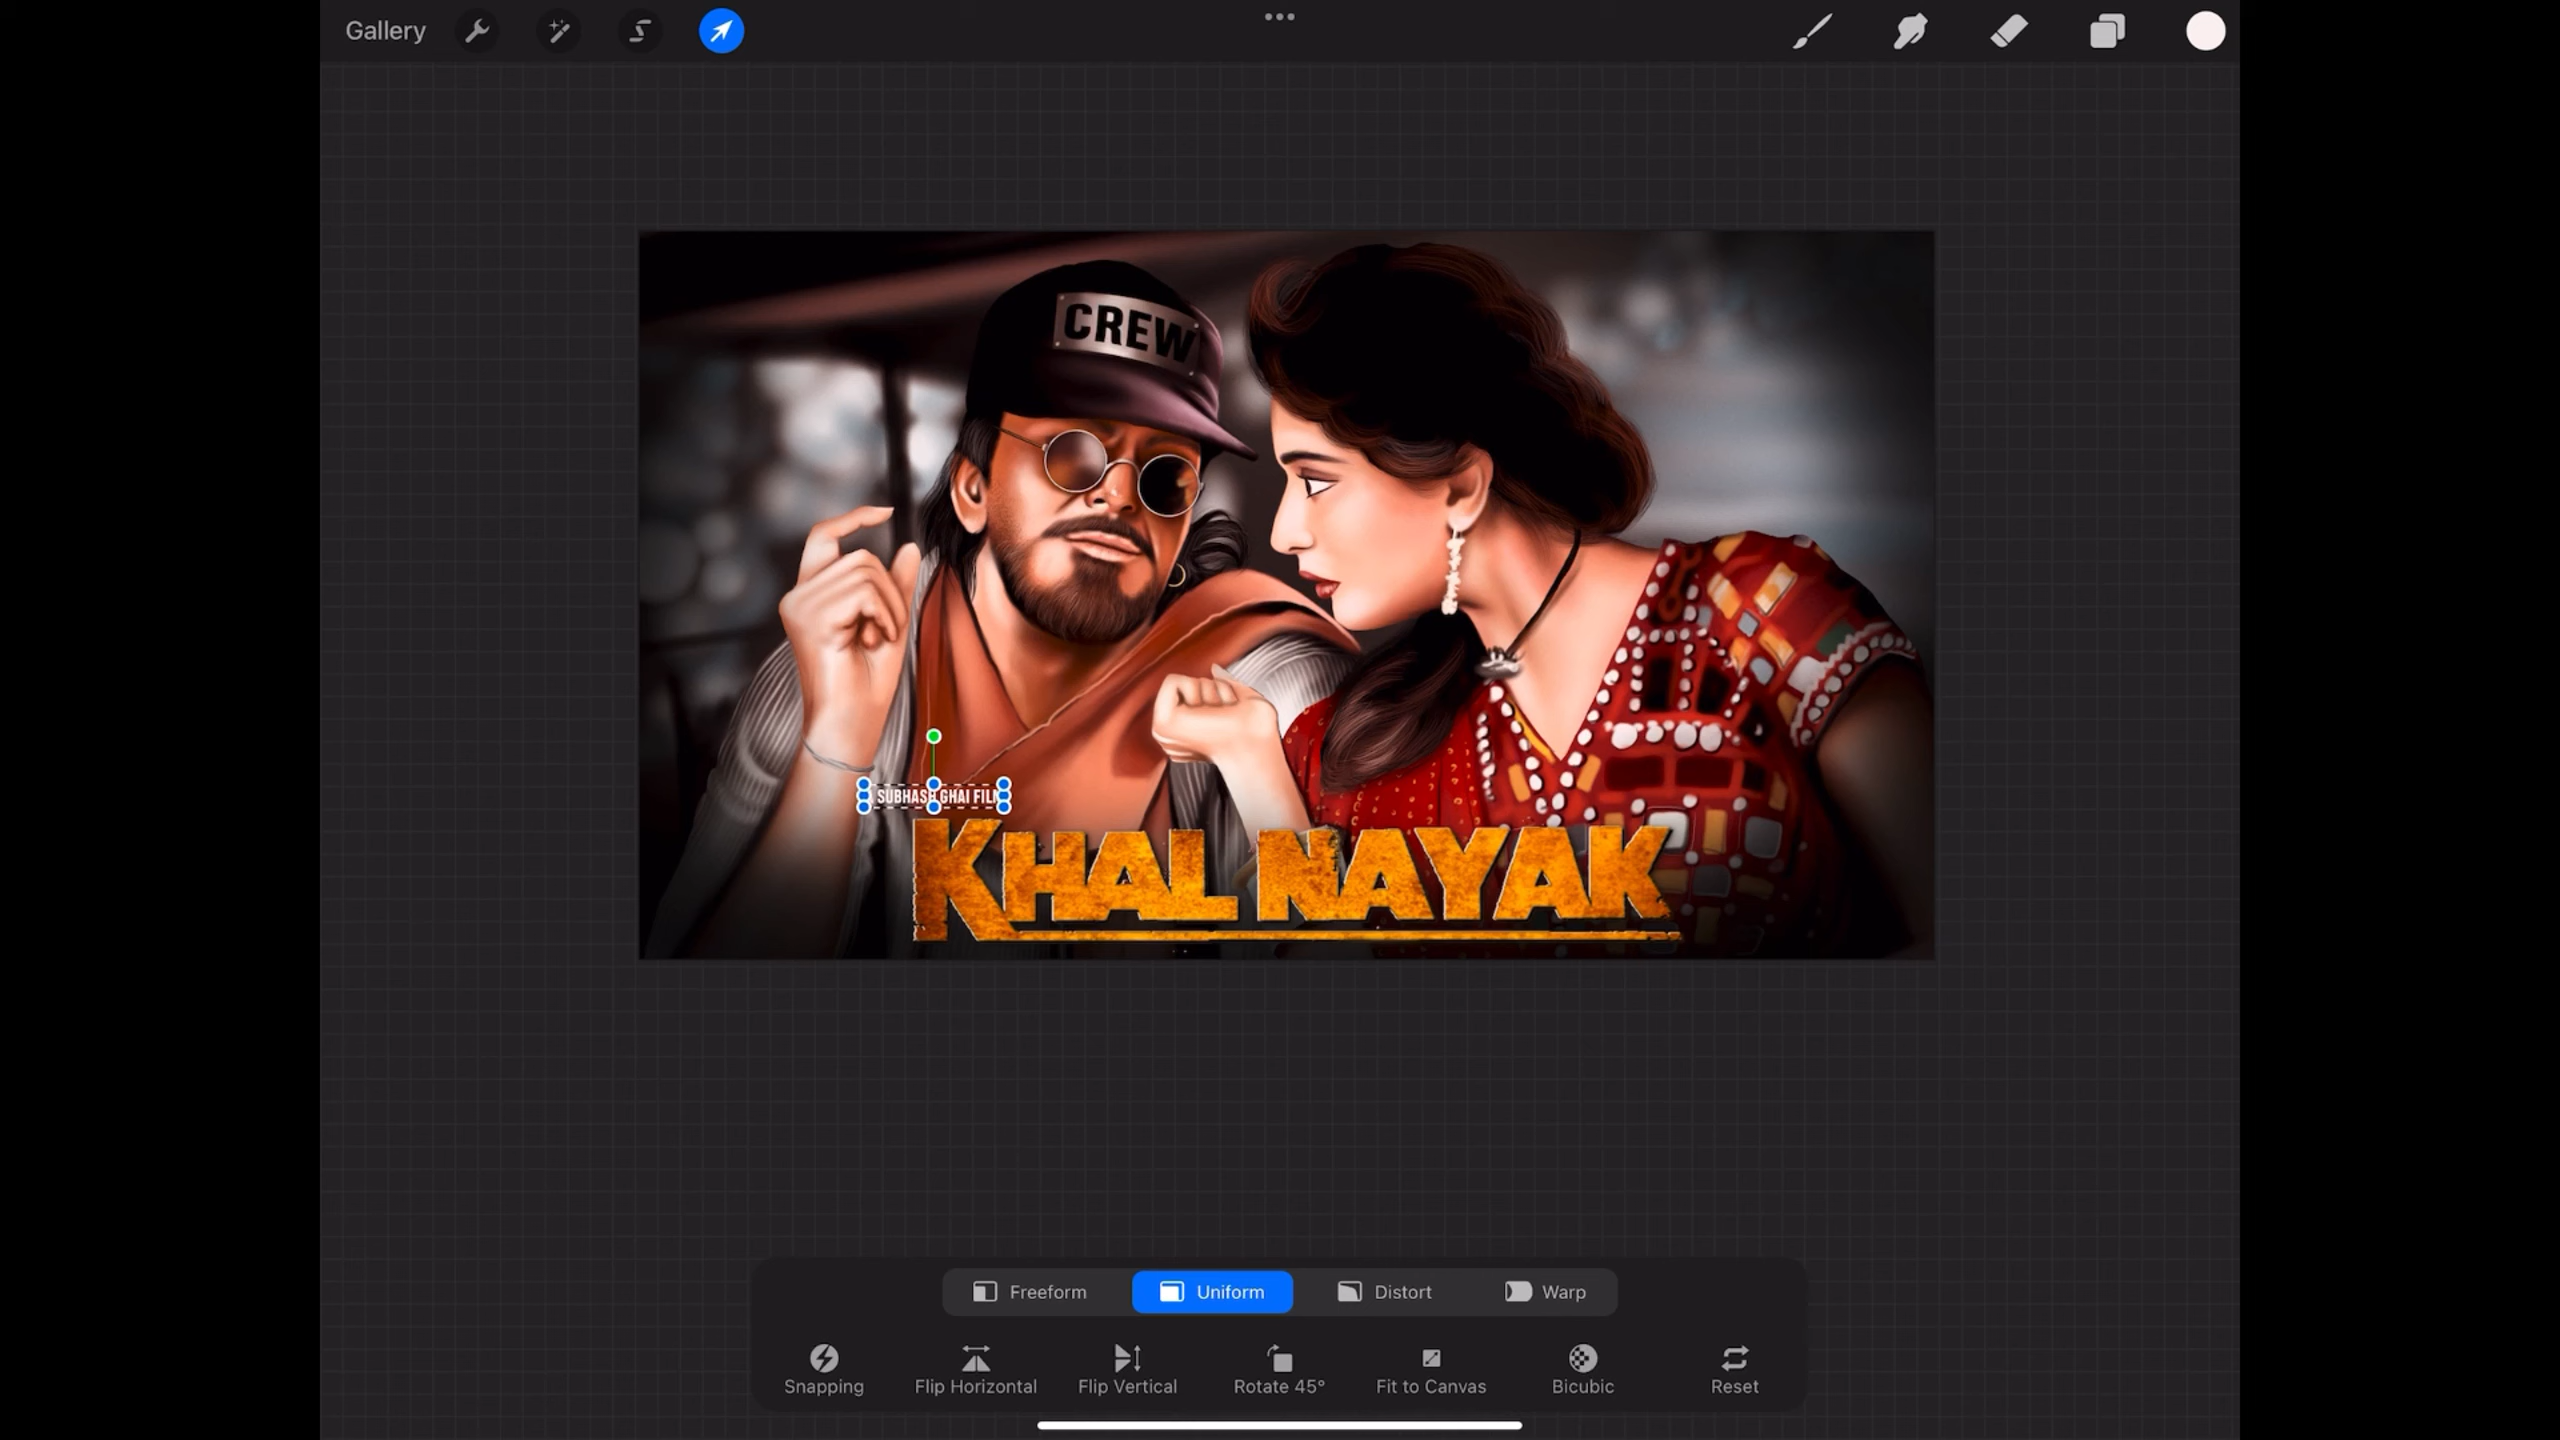 Gallery
CREW
SUBHASH GHAI FILM
KHAL NAYAK
Freeform
Uniform
Distort
Warp
Snapping
Flip Horizontal
Flip Vertical
Rotate 45°
Fit to Canvas
Bicubic
Reset